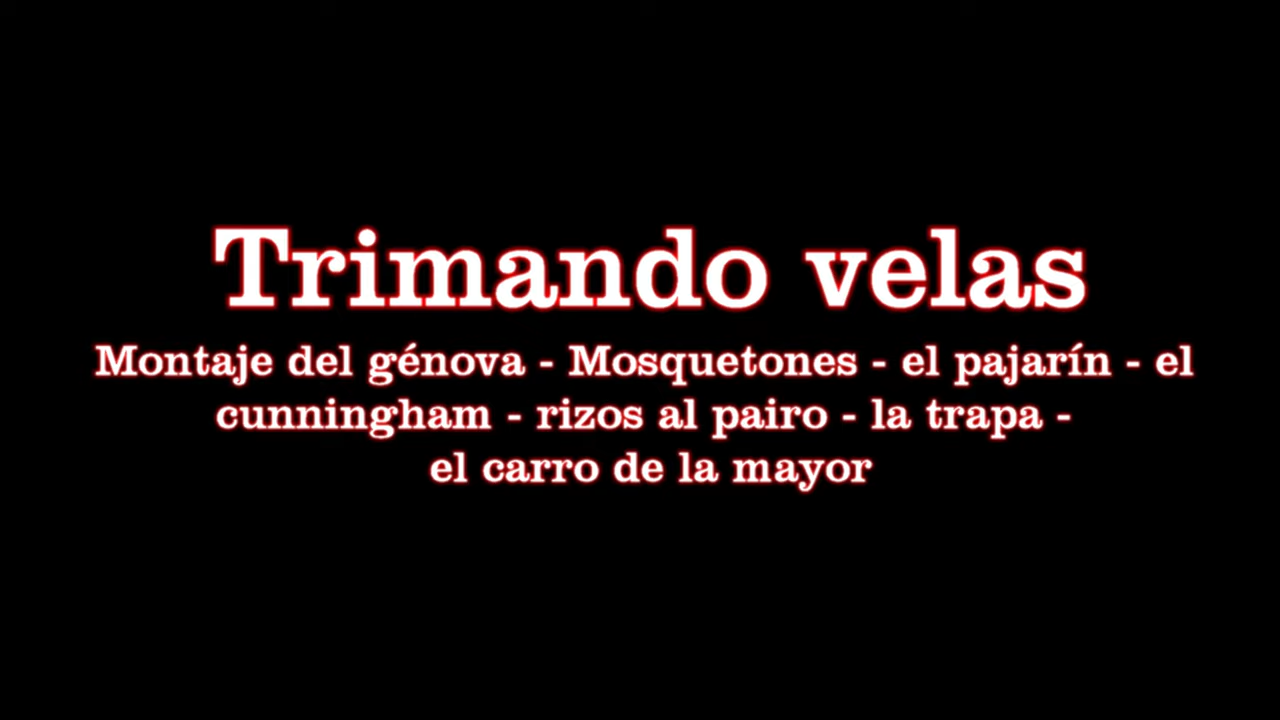 Trimando velas
Montaje del génova - Mosquetones - el pajarín - el
cunningham - rizos al pairo - la trapa -
el carro de la mayor